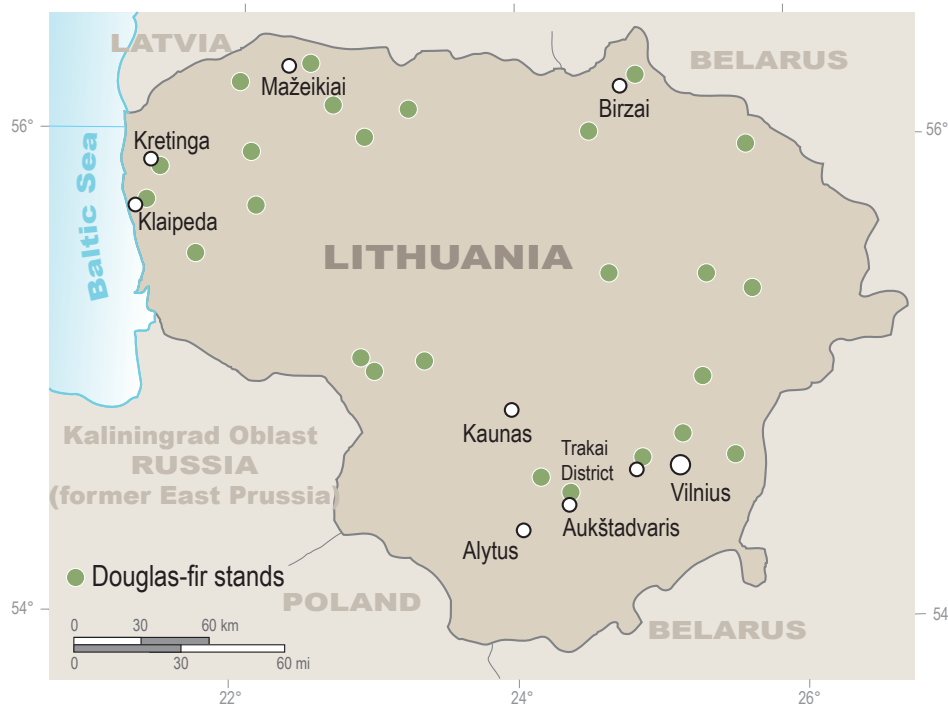 LATVIA
BELARUS
Mažeikiai
Birzai
56°
56°
Kretinga
Baltic Sea
Klaipeda
LITHUANIA
Kaliningrad Oblast
RUSSIA
(former East Prussia)
Kaunas
Trakai
District
Vilnius
Aukštadvaris
Alytus
Douglas-fir stands
POLAND
BELARUS
54°
54
0 30 60 km
0 30 60 mi
22° 24° 26°